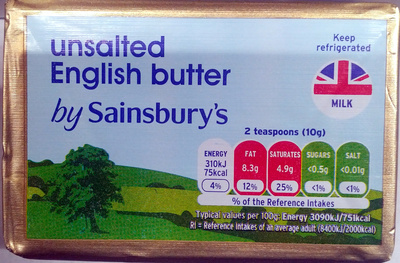 unsalted
English butter
by Sainsbury's
Keep
refrigerated
MILK
2 teaspoons (10g)
ENERGY FAT SATURATES SUGARS SALT
310kJ
75kcal 8.3g 4.9g <0.5g <0.01g
4% 12% 25% <1% <1%
% of the Reference Intakes
Typical values per 100g: Energy 3090kJ/751kcal
RI = Reference Intakes of an average adult (8400kJ/2000kcal)